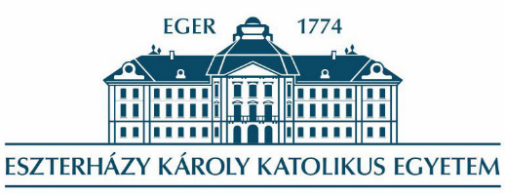 EGER 1774
ESZTERHÁZY KÁROLY KATOLIKUS EGYETEM